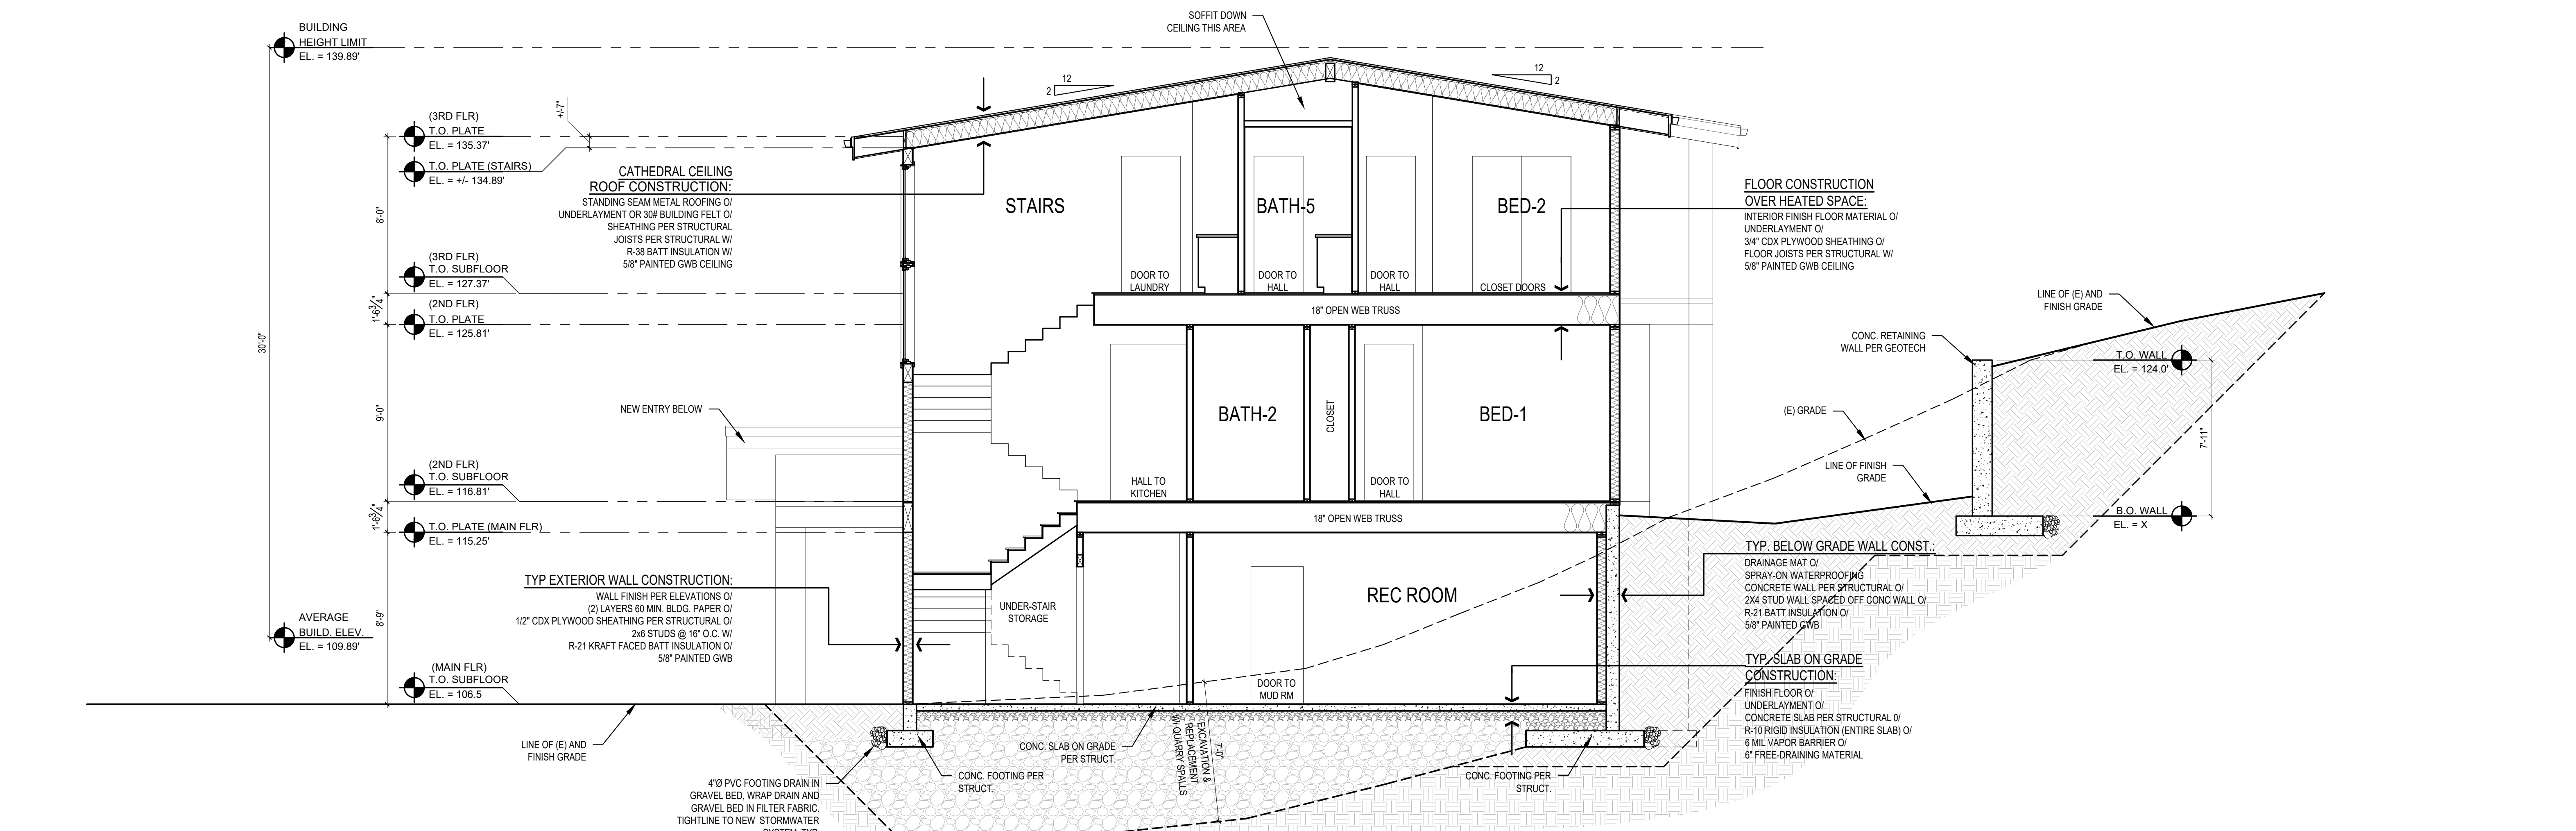 BUILDING
HEIGHT LIMIT
EL. = 139.89'
SOFFIT DOWN
CEILING THIS AREA
12
2
12
2
(3RD FLR)
T.O. PLATE
EL. = 135.37'
+/-7"
T.O. PLATE (STAIRS)
EL. = +/- 134.89'
8'-0"
(3RD FLR)
T.O. SUBFLOOR
EL. = 127.37'
1'-6 3/4"
(2ND FLR)
T.O. PLATE
EL. = 125.81'
30'-0"
9'-0"
(2ND FLR)
T.O. SUBFLOOR
EL. = 116.81'
1'-6 3/4"
T.O. PLATE (MAIN FLR)
EL. = 115.25'
8'-9"
AVERAGE
BUILD. ELEV.
EL. = 109.89'
(MAIN FLR)
T.O. SUBFLOOR
EL. = 106.5
CATHEDRAL CEILING
ROOF CONSTRUCTION:
STANDING SEAM METAL ROOFING O/
UNDERLAYMENT OR 30# BUILDING FELT O/
SHEATHING PER STRUCTURAL
JOISTS PER STRUCTURAL W/
R-38 BATT INSULATION W/
5/8" PAINTED GWB CEILING
NEW ENTRY BELOW
TYP EXTERIOR WALL CONSTRUCTION:
WALL FINISH PER ELEVATIONS O/
(2) LAYERS 60 MIN. BLDG. PAPER O/
1/2" CDX PLYWOOD SHEATHING PER STRUCTURAL O/
2x6 STUDS @ 16" O.C. W/
R-21 KRAFT FACED BATT INSULATION O/
5/8" PAINTED GWB
LINE OF (E) AND
FINISH GRADE
4"Ø PVC FOOTING DRAIN IN
GRAVEL BED, WRAP DRAIN AND
GRAVEL BED IN FILTER FABRIC.
TIGHTLINE TO NEW STORMWATER
SYSTEM, TYP.
STAIRS
BATH-5
BED-2
DOOR TO
LAUNDRY
DOOR TO
HALL
DOOR TO
HALL
CLOSET DOORS
18" OPEN WEB TRUSS
BATH-2
CLOSET
BED-1
HALL TO
KITCHEN
DOOR TO
HALL
18" OPEN WEB TRUSS
REC ROOM
UNDER-STAIR
STORAGE
DOOR TO
MUD RM
CONC. FOOTING PER
STRUCT.
CONC. SLAB ON GRADE
PER STRUCT.
7'-0"
EXCAVATION &
REPLACEMENT
W/ QUARRY SPALLS
CONC. FOOTING PER
STRUCT.
FLOOR CONSTRUCTION
OVER HEATED SPACE:
INTERIOR FINISH FLOOR MATERIAL O/
UNDERLAYMENT O/
3/4" CDX PLYWOOD SHEATHING O/
FLOOR JOISTS PER STRUCTURAL W/
5/8" PAINTED GWB CEILING
LINE OF (E) AND
FINISH GRADE
CONC. RETAINING
WALL PER GEOTECH
T.O. WALL
EL. = 124.0'
(E) GRADE
7'-11"
LINE OF FINISH
GRADE
B.O. WALL
EL. = X
TYP. BELOW GRADE WALL CONST.:
DRAINAGE MAT O/
SPRAY-ON WATERPROOFING
CONCRETE WALL PER STRUCTURAL O/
2X4 STUD WALL SPACED OFF CONC WALL O/
R-21 BATT INSULATION O/
5/8" PAINTED GWB
TYP. SLAB ON GRADE
CONSTRUCTION:
FINISH FLOOR O/
UNDERLAYMENT O/
CONCRETE SLAB PER STRUCTURAL 0/
R-10 RIGID INSULATION (ENTIRE SLAB) O/
6 MIL VAPOR BARRIER O/
6" FREE-DRAINING MATERIAL